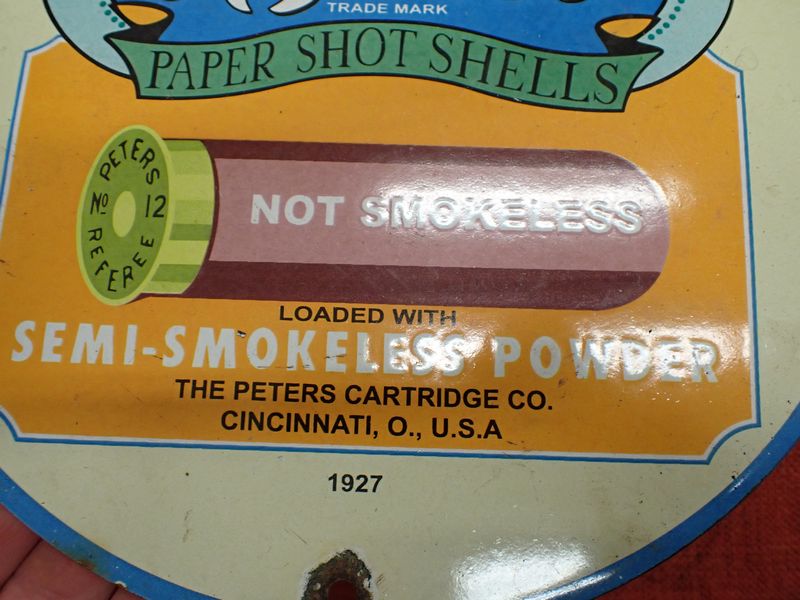 TRADE MARK
PAPER SHOT SHELLS
PETERS
No. 12
REFEREE
NOT SMOKELESS
LOADED WITH
SEMI-SMOKELESS POWDER
THE PETERS CARTRIDGE CO.
CINCINNATI, O., U.S.A
1927